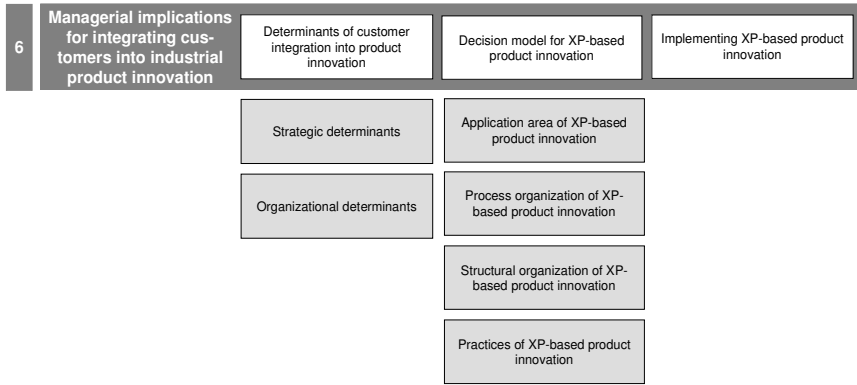 6
Managerial implications
for integrating cus-
tomers into industrial
product innovation
Determinants of customer
integration into product
innovation
Decision model for XP-based
product innovation
Implementing XP-based product
innovation
Strategic determinants
Application area of XP-based
product innovation
Organizational determinants
Process organization of XP-
based product innovation
Structural organization of XP-
based product innovation
Practices of XP-based product
innovation